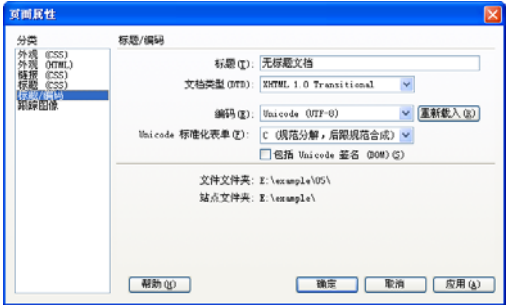 页面属性
分类
外观 (CSS)
外观 (HTML)
链接 (CSS)
标题 (CSS)
标题/编码
跟踪图像
标题/编码
标题(T): 无标题文档
文档类型(DTD): XHTML 1.0 Transitional
编码(E): Unicode (UTF-8) 重新载入(R)
Unicode 标准化表单(F): C (规范分解,后跟规范合成)
包括 Unicode 签名 (BOM)(S)
文件文件夹: E:\example\05\
站点文件夹: E:\example\
帮助(H) 确定 取消 应用(A)